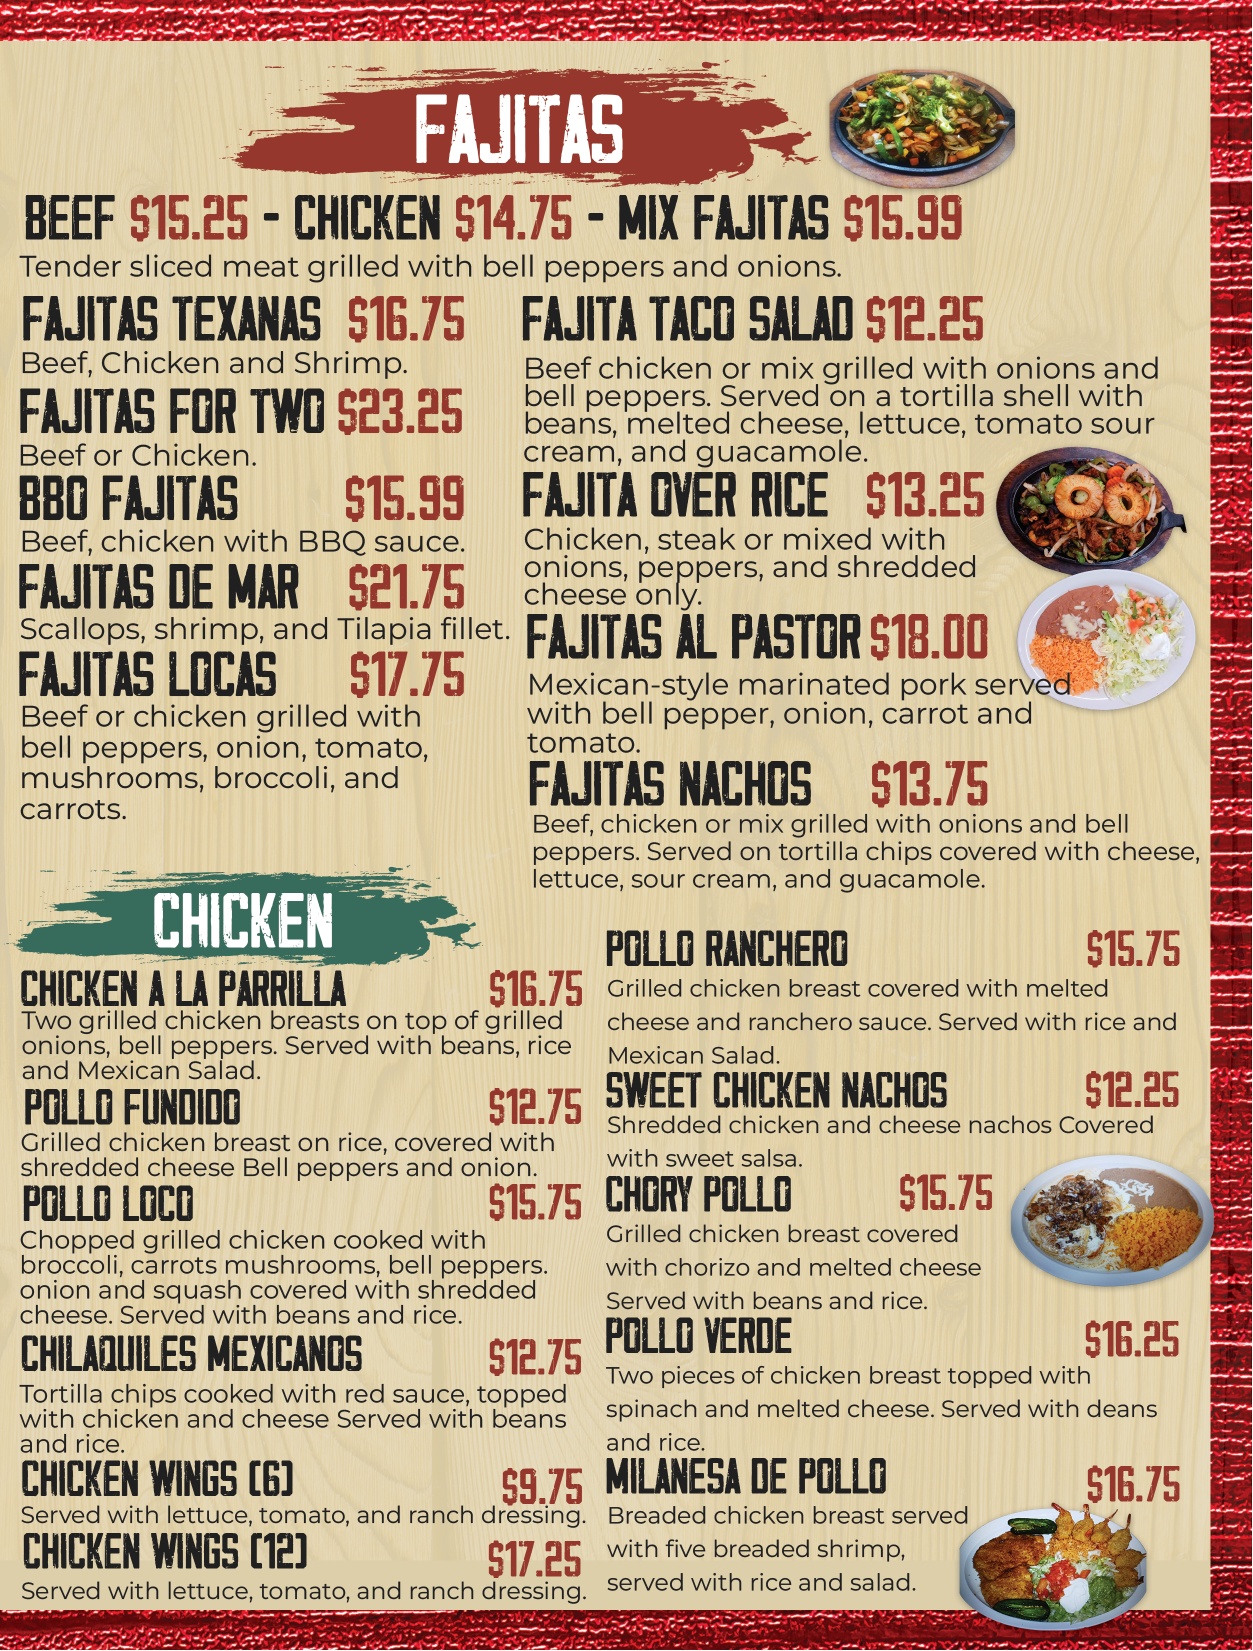 FAJITAS
BEEF $15.25 - CHICKEN $14.75 - MIX FAJITAS $15.99
Tender sliced meat grilled with bell peppers and onions.
FAJITAS TEXANAS $16.75
Beef, Chicken and Shrimp.
FAJITAS FOR TWO $23.25
Beef or Chicken.
BBQ FAJITAS $15.99
Beef, chicken with BBQ sauce.
FAJITAS DE MAR $21.75
Scallops, shrimp, and Tilapia fillet.
FAJITAS LOCAS $17.75
Beef or chicken grilled with
bell peppers, onion, tomato,
mushrooms, broccoli, and
carrots.
FAJITA TACO SALAD $12.25
Beef chicken or mix grilled with onions and
bell peppers. Served on a tortilla shell with
beans, melted cheese, lettuce, tomato sour
cream, and guacamole.
FAJITA OVER RICE $13.25
Chicken, steak or mixed with
onions, peppers, and shredded
cheese only.
FAJITAS AL PASTOR $18.00
Mexican-style marinated pork served
with bell pepper, onion, carrot and
tomato.
FAJITAS NACHOS $13.75
Beef, chicken or mix grilled with onions and bell
peppers. Served on tortilla chips covered with cheese,
lettuce, sour cream, and guacamole.
CHICKEN
CHICKEN A LA PARRILLA $16.75
Two grilled chicken breasts on top of grilled
onions, bell peppers. Served with beans, rice
and Mexican Salad.
POLLO FUNDIDO $12.75
Grilled chicken breast on rice, covered with
shredded cheese Bell peppers and onion.
POLLO LOCO $15.75
Chopped grilled chicken cooked with
broccoli, carrots mushrooms, bell peppers.
onion and squash covered with shredded
cheese. Served with beans and rice.
CHILAQUILES MEXICANOS $12.75
Tortilla chips cooked with red sauce, topped
with chicken and cheese Served with beans
and rice.
CHICKEN WINGS (6) $9.75
Served with lettuce, tomato, and ranch dressing.
CHICKEN WINGS (12) $17.25
Served with lettuce, tomato, and ranch dressing.
POLLO RANCHERO $15.75
Grilled chicken breast covered with melted
cheese and ranchero sauce. Served with rice and
Mexican Salad.
SWEET CHICKEN NACHOS $12.25
Shredded chicken and cheese nachos Covered
with sweet salsa.
CHORY POLLO $15.75
Grilled chicken breast covered
with chorizo and melted cheese
Served with beans and rice.
POLLO VERDE $16.25
Two pieces of chicken breast topped with
spinach and melted cheese. Served with deans
and rice.
MILANESA DE POLLO $16.75
Breaded chicken breast served
with five breaded shrimp,
served with rice and salad.